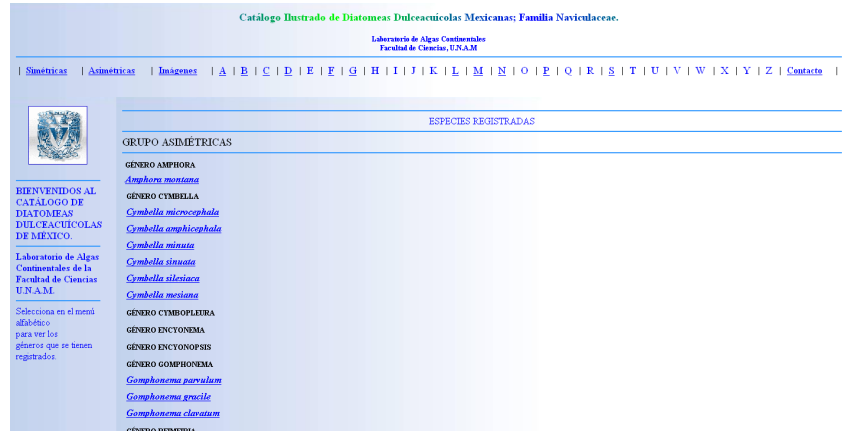 Catálogo Ilustrado de Diatomeas Dulceacuícolas Mexicanas; Familia Naviculaceae.
Laboratorio de Algas Continentales
Facultad de Ciencias, U.N.A.M
| Simétricas | Asimétricas | Imágenes | A | B | C | D | E | F | G | H | I | J | K | L | M | N | O | P | Q | R | S | T | U | V | W | X | Y | Z | Contacto |
ESPECIES REGISTRADAS
GRUPO ASIMÉTRICAS
GÉNERO AMPHORA
Amphora montana
GÉNERO CYMBELLA
Cymbella microcephala
Cymbella amphicephala
Cymbella minuta
Cymbella sinuata
Cymbella silesiaca
Cymbella mesiana
GÉNERO CYMBOPLEURA
GÉNERO ENCYONEMA
GÉNERO ENCYONOPSIS
GÉNERO GOMPHONEMA
Gomphonema parvulum
Gomphonema gracile
Gomphonema clavatum
BIENVENIDOS AL
CATÁLOGO DE
DIATOMEAS
DULCEACUÍCOLAS
DE MÉXICO.
Laboratorio de Algas
Continentales de la
Facultad de Ciencias
U.N.A.M.
Selecciona en el menú
alfabético
para ver los
géneros que se tienen
registrados.